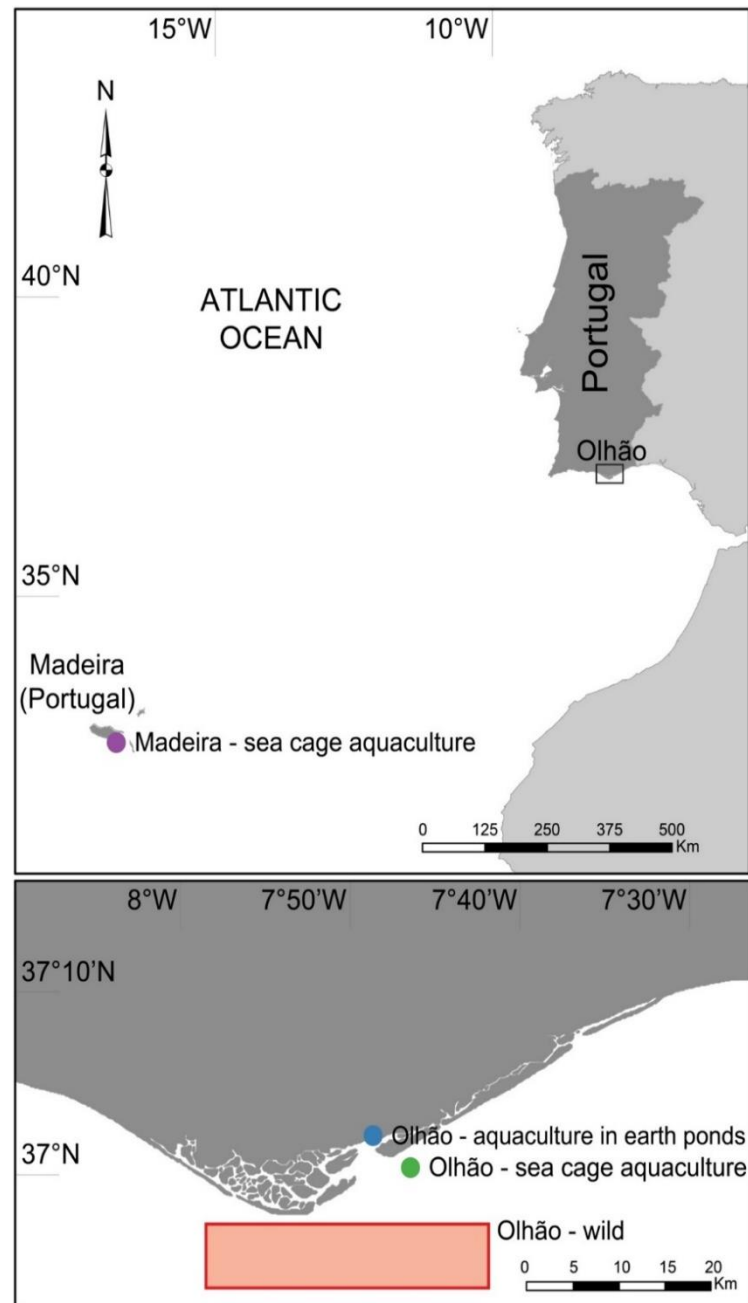 15°W
10°W
N
40°N
ATLANTIC
OCEAN
Portugal
Olhão
35°N
Madeira
(Portugal)
Madeira - sea cage aquaculture
0 125 250 375 500
Km
8°W 7°50'W 7°40'W 7°30'W
37°10'N
Olhão - aquaculture in earth ponds
37°N
Olhão - sea cage aquaculture
Olhão - wild
0 5 10 15 20
Km